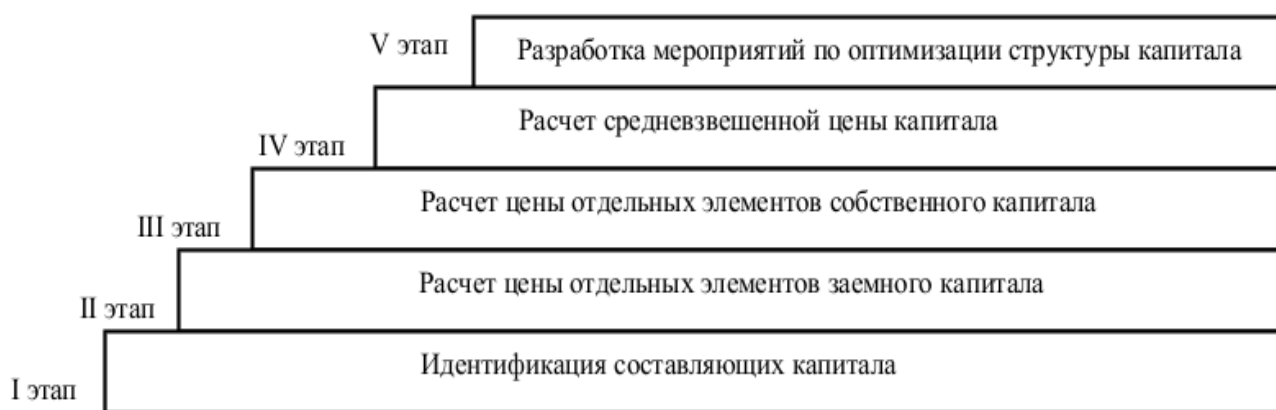 V этап
Разработка мероприятий по оптимизации структуры капитала
IV этап
Расчет средневзвешенной цены капитала
III этап
Расчет цены отдельных элементов собственного капитала
II этап
Расчет цены отдельных элементов заемного капитала
I этап
Идентификация составляющих капитала